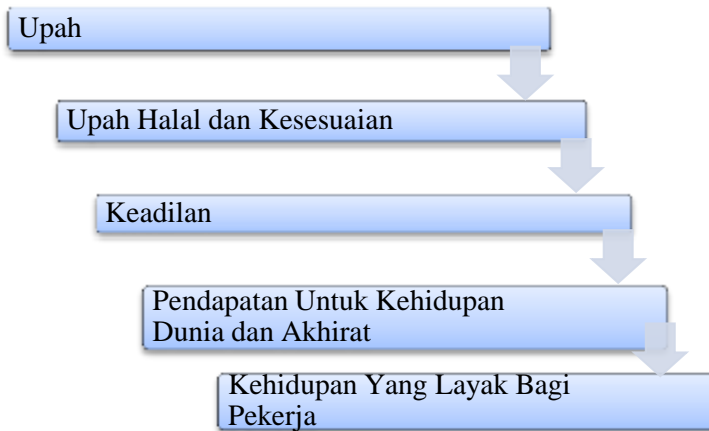 Upah
Upah Halal dan Kesesuaian
Keadilan
Pendapatan Untuk Kehidupan
Dunia dan Akhirat
Kehidupan Yang Layak Bagi
Pekerja